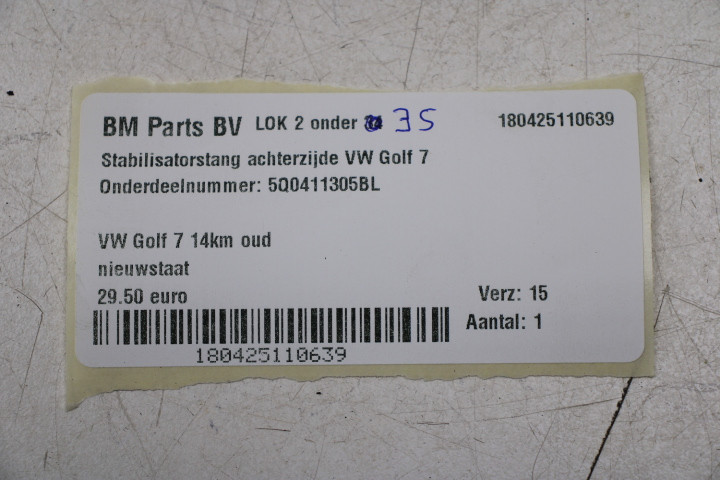 BM Parts BV LOK 2 onder 35 180425110639
Stabilisatorstang achterzijde VW Golf 7
Onderdeelnummer: 5Q0411305BL
VW Golf 7 14km oud
nieuwstaat
29.50 euro Verz: 15
Aantal: 1
180425110639